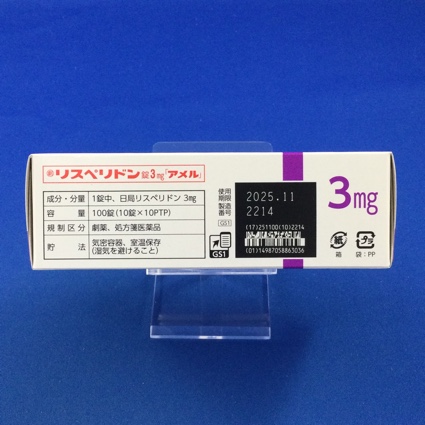 劇 リスペリドン錠3mg「アメル」
成分・分量 1錠中、日局リスペリドン 3mg
容量 100錠(10錠×10PTP)
規制区分 劇薬、処方箋医薬品
貯法 気密容器、室温保存
(湿気を避けること)
使用期限 2025.11
製造番号 2214
GS1
(17)251100(10)2214
(01)14987058863036
GS1
3mg
紙
箱
プラ
袋:PP